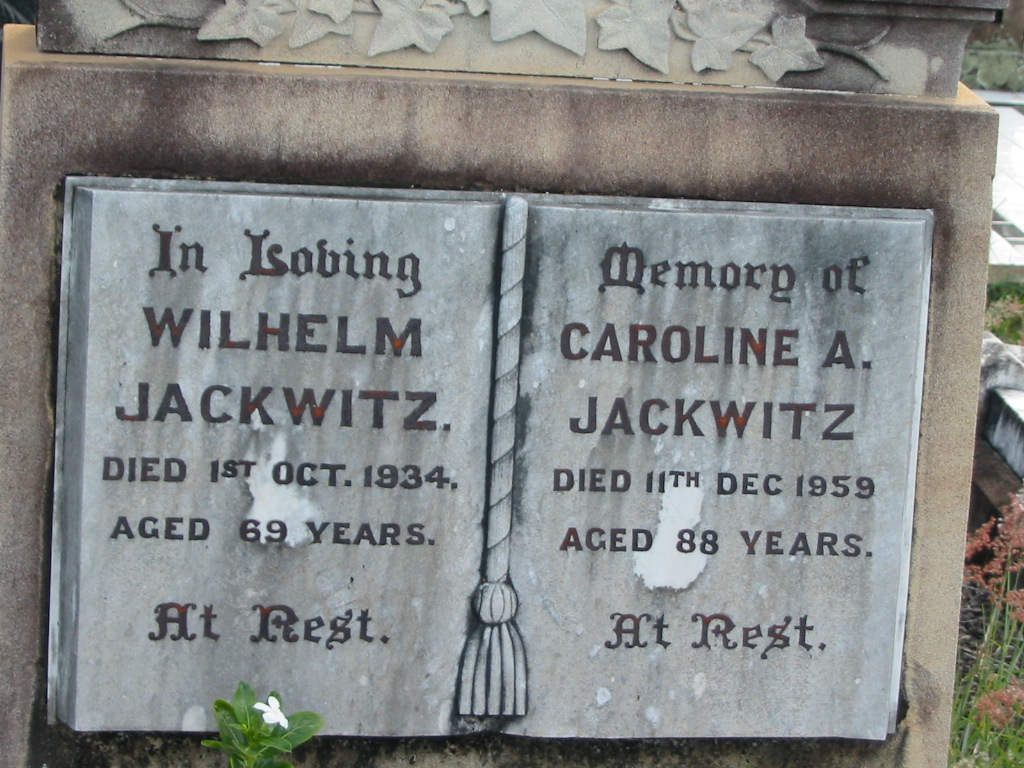 In Loving
WILHELM
JACKWITZ.
DIED 1ST OCT. 1934.
AGED 69 YEARS.
At Rest.
Memory of
CAROLINE A.
JACKWITZ
DIED 11TH DEC 1959
AGED 88 YEARS.
At Rest.